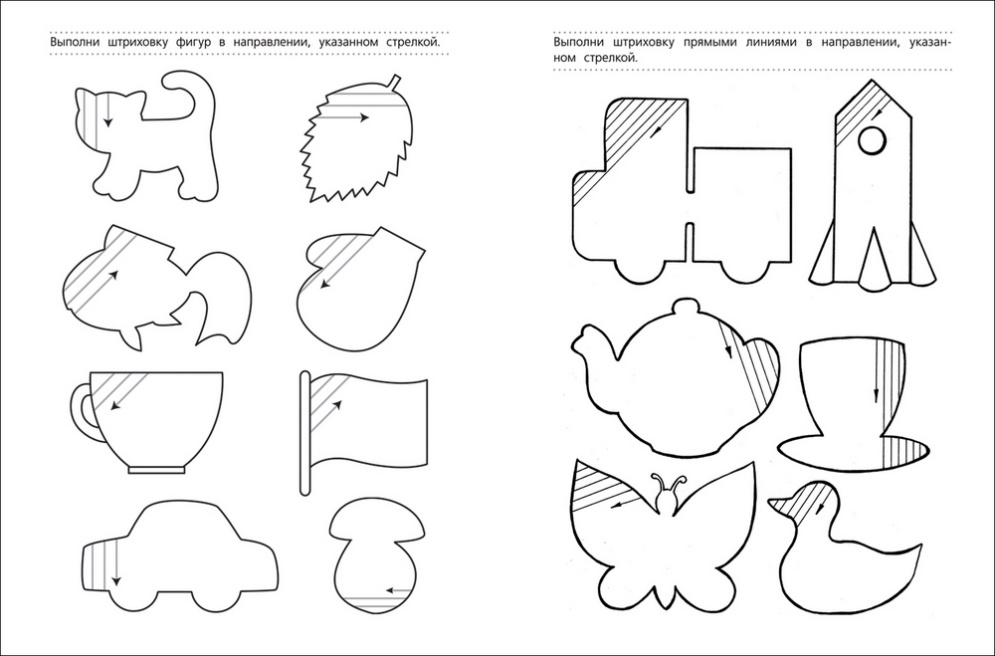 Выполни штриховку фигур в направлении, указанном стрелкой.
Выполни штриховку прямыми линиями в направлении, указан-
ном стрелкой.